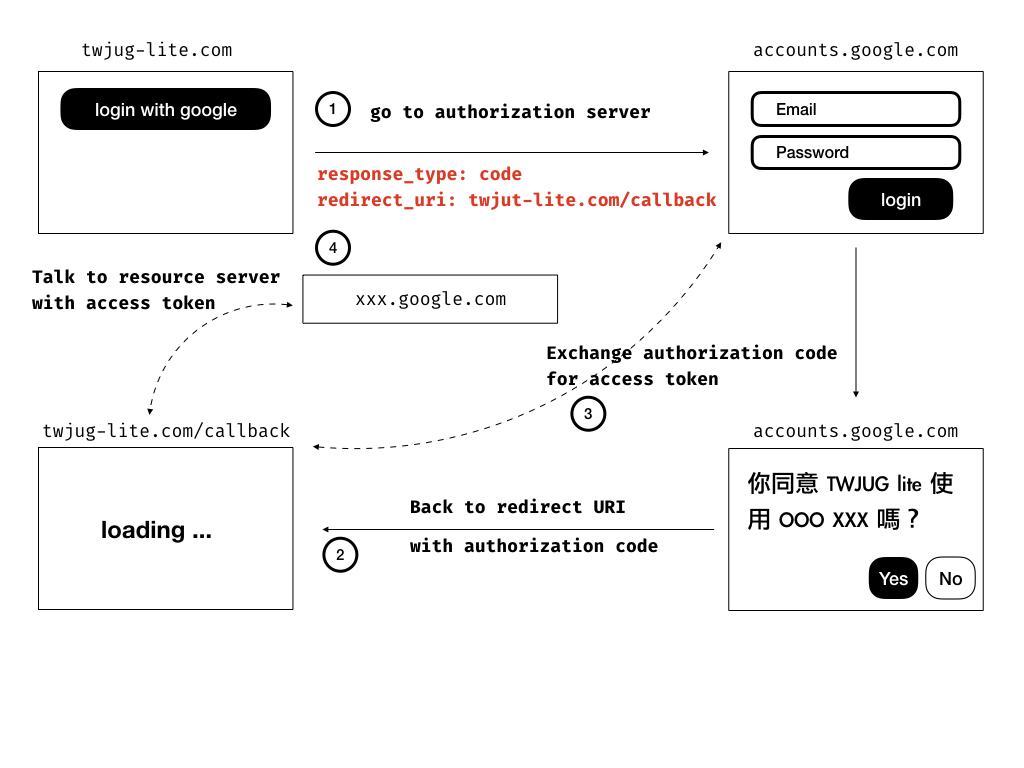 twjug-lite.com
accounts.google.com
login with google
1
go to authorization server
Email
Password
login
response_type: code
redirect_uri: twjut-lite.com/callback
4
Talk to resource server
with access token
xxx.google.com
Exchange authorization code
for access token
3
twjug-lite.com/callback
accounts.google.com
loading ...
Back to redirect URI
with authorization code
2
你同意 TWJUG lite 使
用 OOO XXX 嗎？
Yes
No